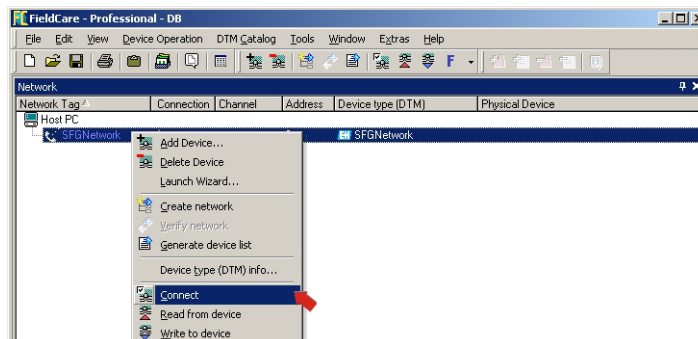 FieldCare - Professional - DB
File Edit View Device Operation DTM Catalog Tools Window Extras Help
F
Network
Network Tag Connection Channel Address Device type (DTM) Physical Device
Host PC
SFGNetwork EH SFGNetwork
Add Device...
Delete Device
Launch Wizard...
Create network
Verify network
Generate device list
Device type (DTM) info...
Connect
Read from device
Write to device